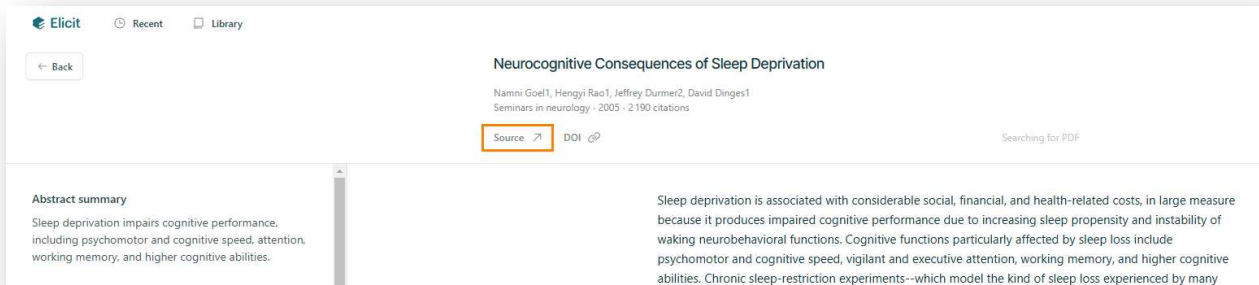 Elicit
Recent
Library
← Back
Neurocognitive Consequences of Sleep Deprivation
Namni Goel1, Hengyi Rao1, Jeffrey Durmer2, David Dinges1
Seminars in neurology · 2005 · 2 190 citations
Source ↗ DOI
Searching for PDF
Abstract summary
Sleep deprivation impairs cognitive performance,
including psychomotor and cognitive speed, attention,
working memory, and higher cognitive abilities.
Sleep deprivation is associated with considerable social, financial, and health-related costs, in large measure
because it produces impaired cognitive performance due to increasing sleep propensity and instability of
waking neurobehavioral functions. Cognitive functions particularly affected by sleep loss include
psychomotor and cognitive speed, vigilant and executive attention, working memory, and higher cognitive
abilities. Chronic sleep-restriction experiments--which model the kind of sleep loss experienced by many